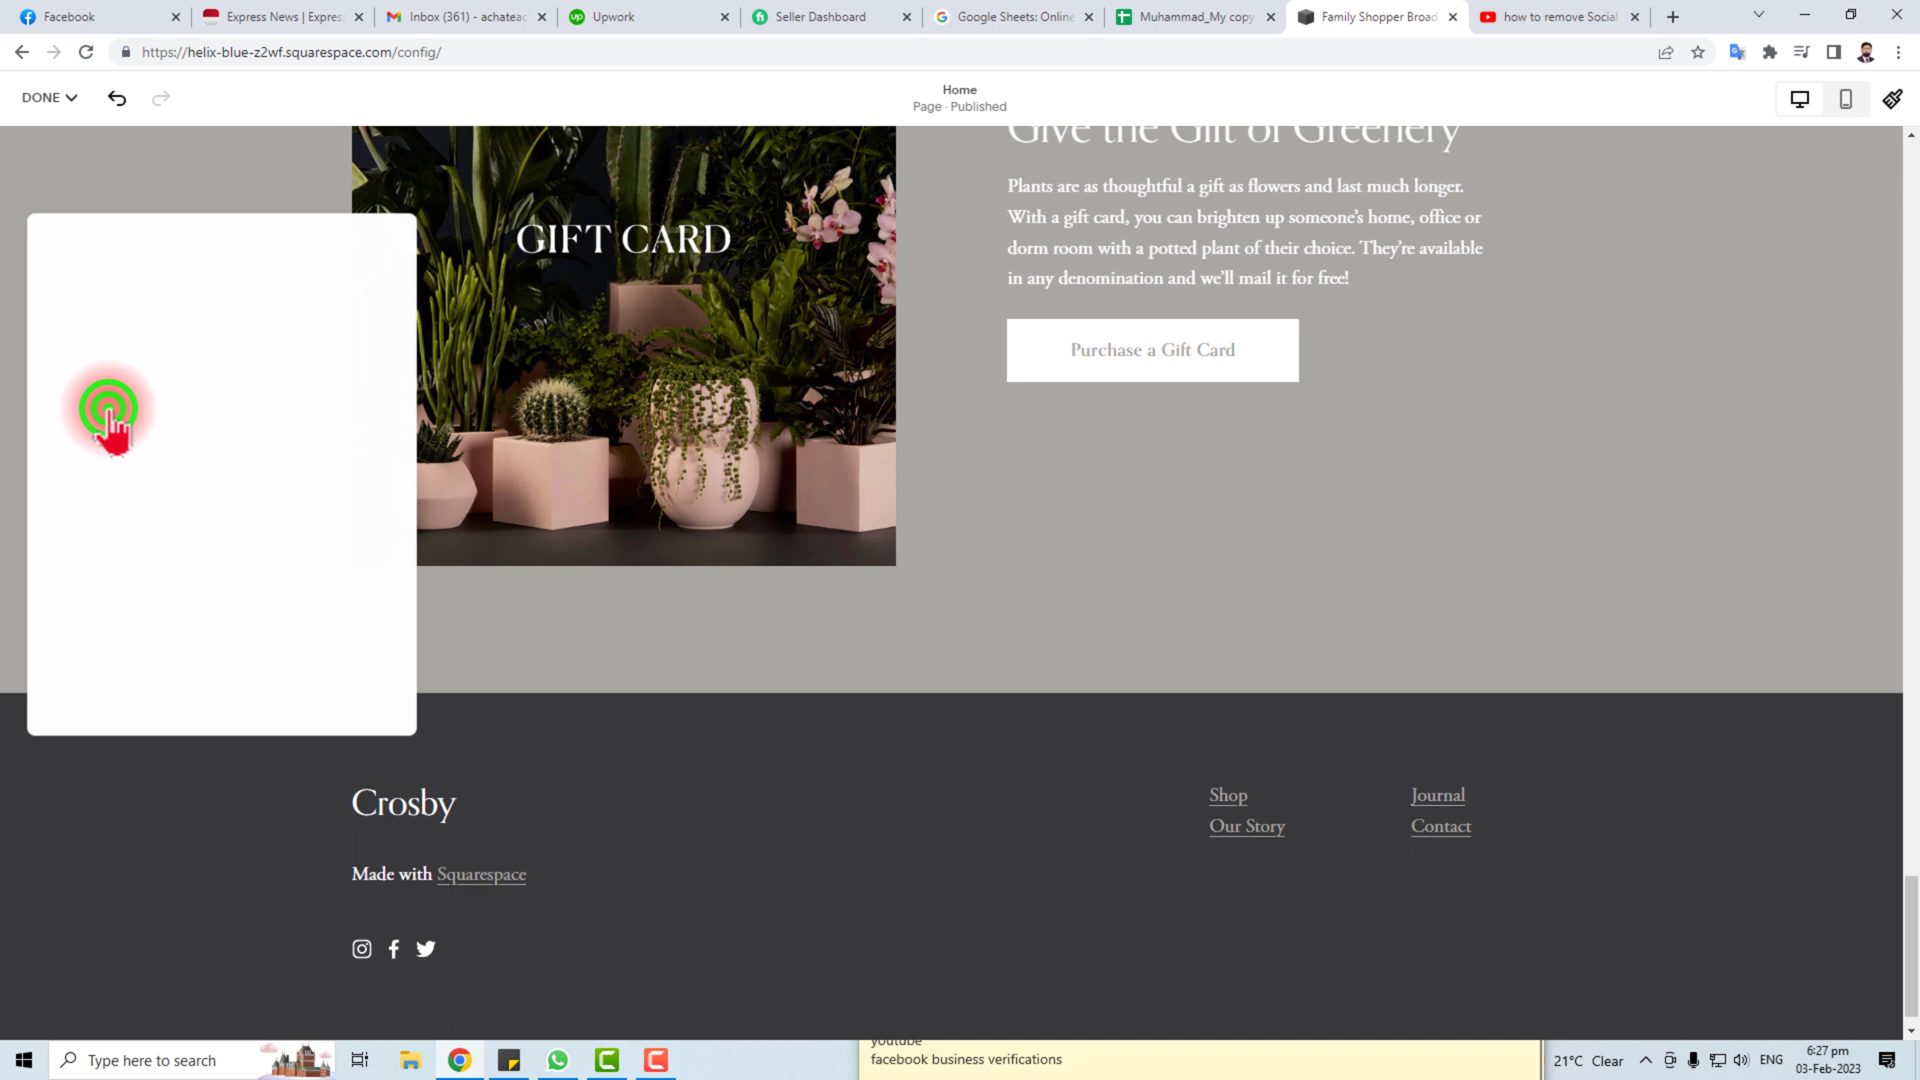 Facebook
Express News | Expres
Inbox (361) - achateac
Upwork
Seller Dashboard
Google Sheets: Online
Muhammad_My copy
Family Shopper Broad
how to remove Social
https://helix-blue-z2wf.squarespace.com/config/
DONE
Home
Page · Published
GIFT CARD
Give the Gift of Greenery
Plants are as thoughtful a gift as flowers and last much longer.
With a gift card, you can brighten up someone's home, office or
dorm room with a potted plant of their choice. They're available
in any denomination and we'll mail it for free!
Purchase a Gift Card
Crosby
Shop
Journal
Our Story
Contact
Made with Squarespace
Type here to search
youtube
facebook business verifications
21°C Clear
ENG
6:27 pm
03-Feb-2023